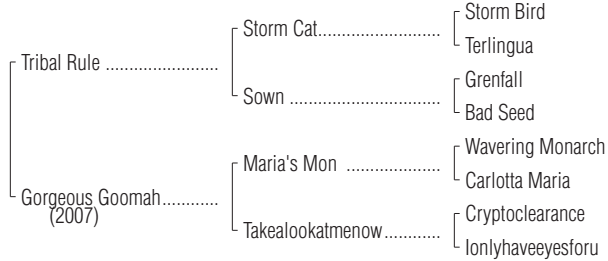 Storm Bird
Storm Cat..............................
Terlingua
Tribal Rule ........................
Grenfall
Sown ................................
Bad Seed
Wavering Monarch
Maria's Mon ....................
Carlotta Maria
Gorgeous Goomah............
(2007)
Cryptoclearance
Takealookatmenow............
Ionlyhaveeyesforu